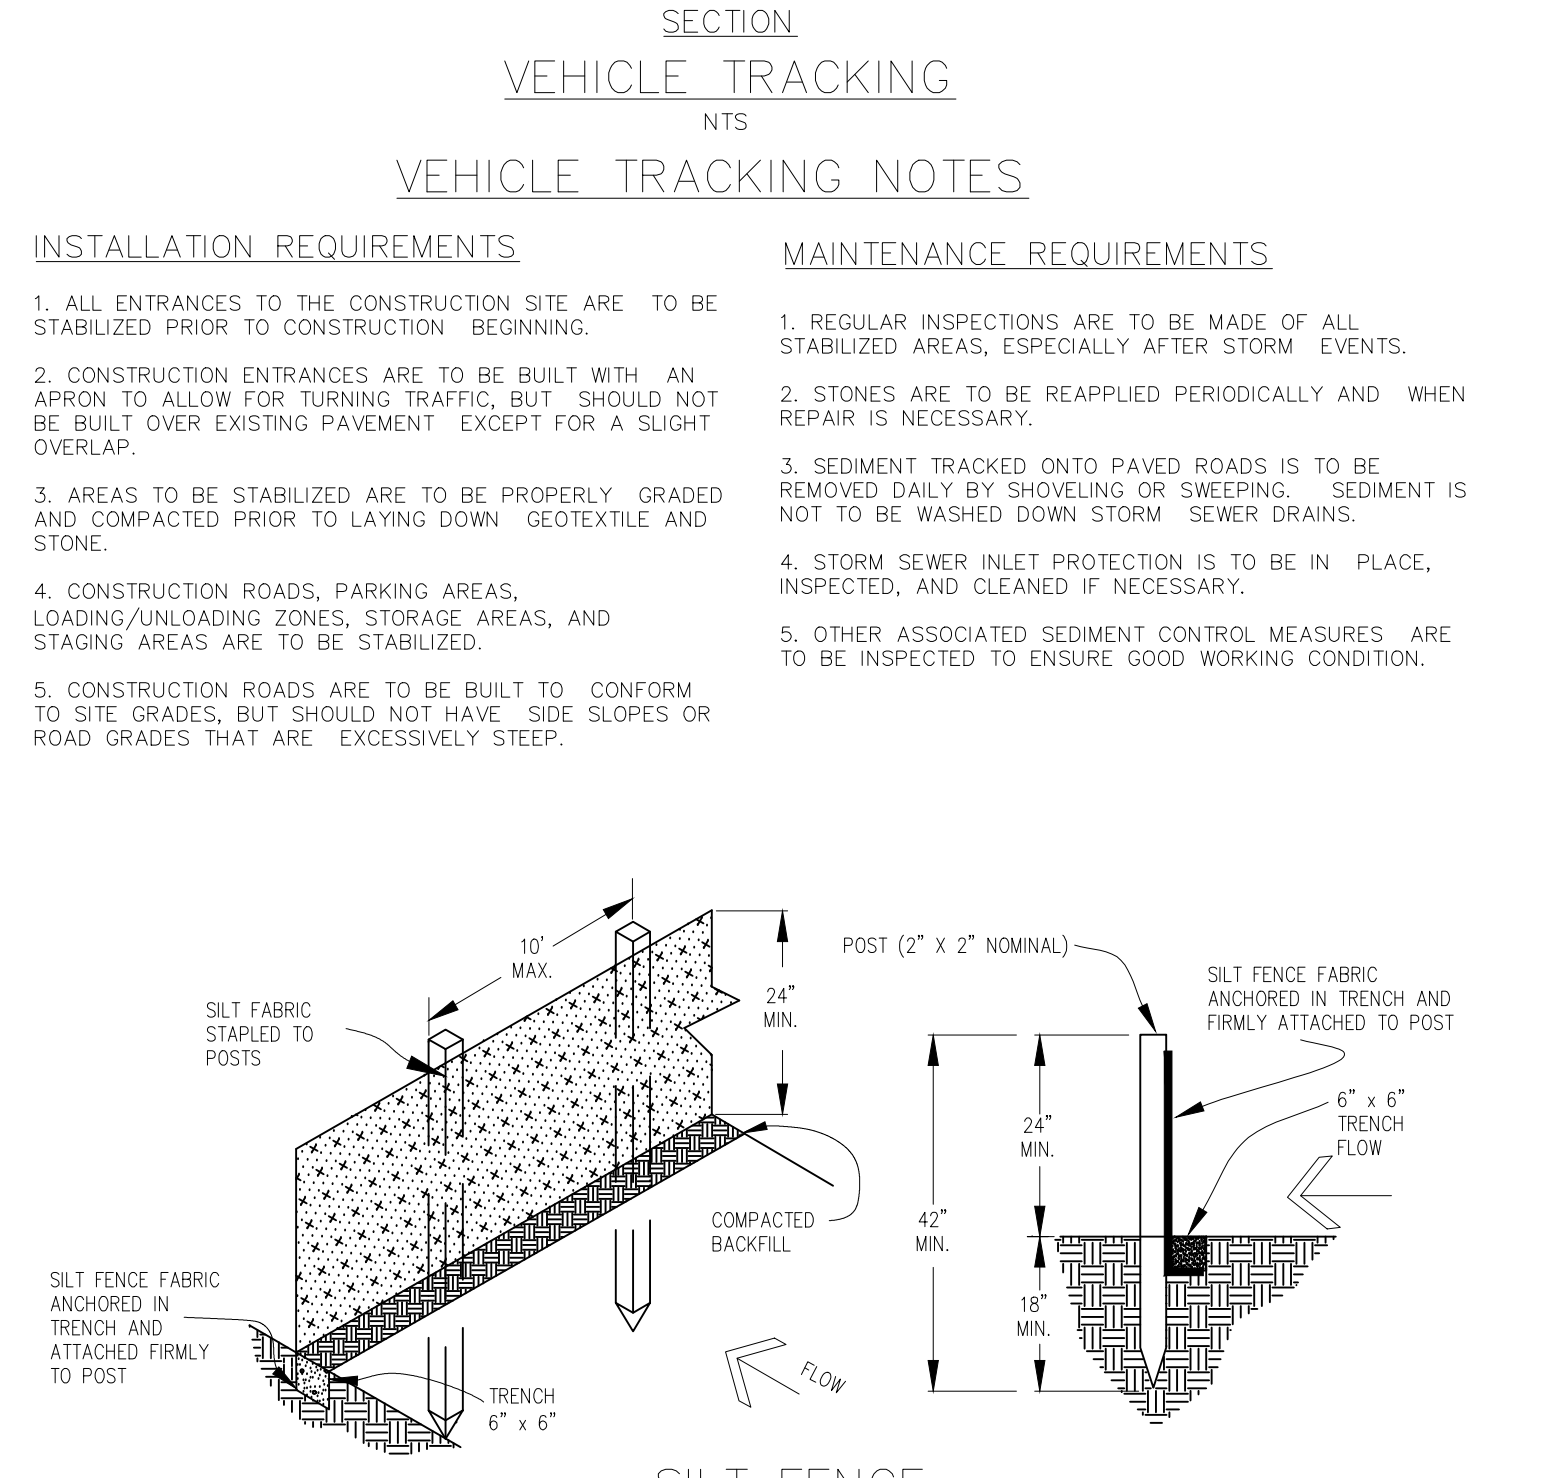 SECTION
VEHICLE TRACKING
NTS
VEHICLE TRACKING NOTES
INSTALLATION REQUIREMENTS
1. ALL ENTRANCES TO THE CONSTRUCTION SITE ARE TO BE
STABILIZED PRIOR TO CONSTRUCTION BEGINNING.
2. CONSTRUCTION ENTRANCES ARE TO BE BUILT WITH AN
APRON TO ALLOW FOR TURNING TRAFFIC, BUT SHOULD NOT
BE BUILT OVER EXISTING PAVEMENT EXCEPT FOR A SLIGHT
OVERLAP.
3. AREAS TO BE STABILIZED ARE TO BE PROPERLY GRADED
AND COMPACTED PRIOR TO LAYING DOWN GEOTEXTILE AND
STONE.
4. CONSTRUCTION ROADS, PARKING AREAS,
LOADING/UNLOADING ZONES, STORAGE AREAS, AND
STAGING AREAS ARE TO BE STABILIZED.
5. CONSTRUCTION ROADS ARE TO BE BUILT TO CONFORM
TO SITE GRADES, BUT SHOULD NOT HAVE SIDE SLOPES OR
ROAD GRADES THAT ARE EXCESSIVELY STEEP.
MAINTENANCE REQUIREMENTS
1. REGULAR INSPECTIONS ARE TO BE MADE OF ALL
STABILIZED AREAS, ESPECIALLY AFTER STORM EVENTS.
2. STONES ARE TO BE REAPPLIED PERIODICALLY AND WHEN
REPAIR IS NECESSARY.
3. SEDIMENT TRACKED ONTO PAVED ROADS IS TO BE
REMOVED DAILY BY SHOVELING OR SWEEPING. SEDIMENT IS
NOT TO BE WASHED DOWN STORM SEWER DRAINS.
4. STORM SEWER INLET PROTECTION IS TO BE IN PLACE,
INSPECTED, AND CLEANED IF NECESSARY.
5. OTHER ASSOCIATED SEDIMENT CONTROL MEASURES ARE
TO BE INSPECTED TO ENSURE GOOD WORKING CONDITION.
10'
MAX.
24"
MIN.
SILT FABRIC
STAPLED TO
POSTS
COMPACTED
BACKFILL
SILT FENCE FABRIC
ANCHORED IN
TRENCH AND
ATTACHED FIRMLY
TO POST
TRENCH
6" x 6"
FLOW
POST (2" X 2" NOMINAL)
SILT FENCE FABRIC
ANCHORED IN TRENCH AND
FIRMLY ATTACHED TO POST
6" x 6"
TRENCH
FLOW
24"
MIN.
42"
MIN.
18"
MIN.
SILT FENCE